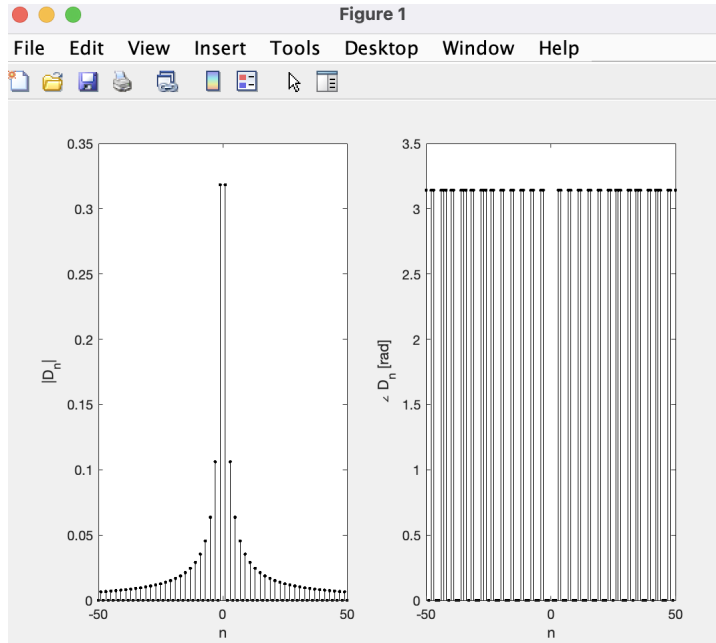 Figure 1
File Edit View Insert Tools Desktop Window Help
0.35
0.3
0.25
0.2
0.15
0.1
0.05
0
-50 0 50
n
|Dn|
3.5
3
2.5
2
1.5
1
0.5
0
-50 0 50
n
∠ Dn [rad]